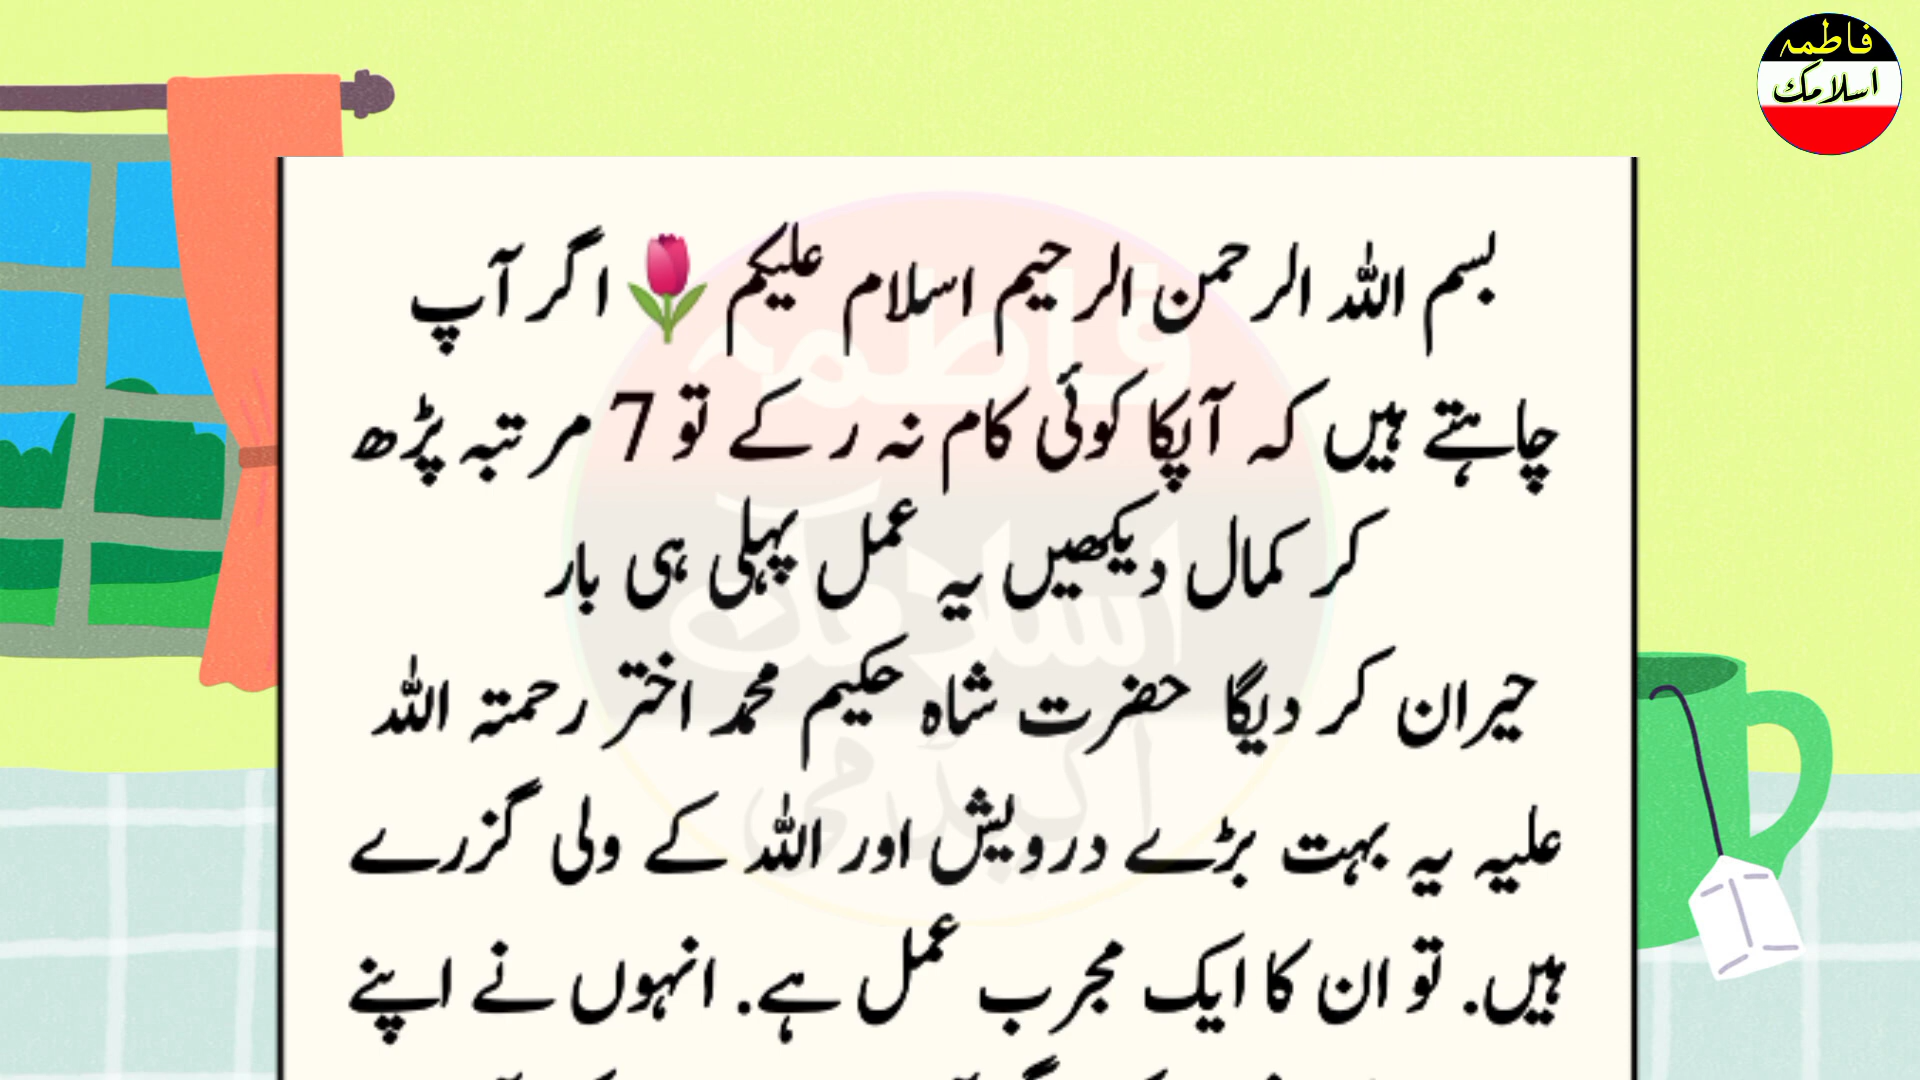 فاطمہ
اسلامک
بسم اللہ الرحمن الرحیم اسلام علیکم 🌷 اگر آپ
چاہتے ہیں کہ آپکا کوئی کام نہ رکے تو 7 مرتبہ پڑھ
کر کمال دیکھیں یہ عمل پہلی ہی بار
حیران کر دیگا حضرت شاہ حکیم محمد اختر رحمتہ اللہ
علیہ یہ بہت بڑے درویش اور اللہ کے ولی گزرے
ہیں. تو ان کا ایک مجرب عمل ہے. انہوں نے اپنے
فاطمہ
اسلامک
اکیڈمی